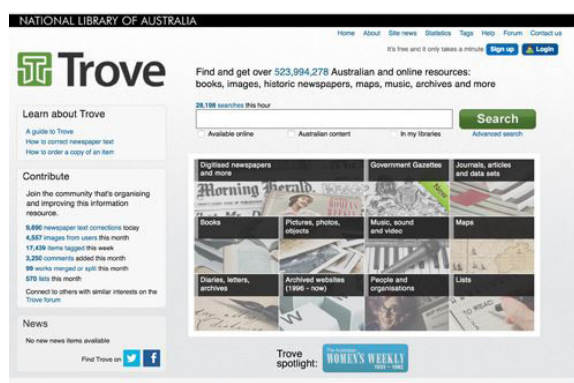 NATIONAL LIBRARY OF AUSTRALIA
Home About Site news Statistics Tags Help Forum Contact us
It's free and it only takes a minute Sign up Login
Trove
Find and get over 523,994,278 Australian and online resources:
books, images, historic newspapers, maps, music, archives and more
28,198 searches this hour
Search
Available online Australian content In my libraries Advanced search
Learn about Trove
A guide to Trove
How to correct newspaper text
How to order a copy of an item
Contribute
Join the community that's organising
and improving this information
resource.
9,690 newspaper text corrections today
4,557 images from users this month
17,439 items tagged this week
3,250 comments added this month
99 works merged or split this month
570 lists this month
Connect to others with similar interests on the
Trove forum
News
No new news items available
Find Trove on
Digitised newspapers
and more
Government Gazettes
New
Journals, articles
and data sets
Morning Herald.
Books
Pictures, photos,
objects
Music, sound
and video
Maps
Diaries, letters,
archives
Archived websites
(1996 - now)
People and
organisations
Lists
TO READ
Trove
spotlight:
The Australian
WOMEN'S WEEKLY
1933 - 1982